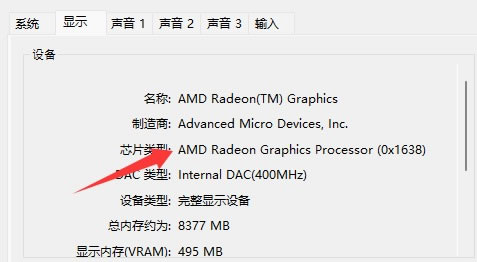 系统 显示 声音 1 声音 2 声音 3 输入
设备
名称: AMD Radeon(TM) Graphics
制造商: Advanced Micro Devices, Inc.
芯片类型: AMD Radeon Graphics Processor (0x1638)
DAC 类型: Internal DAC(400MHz)
设备类型: 完整显示设备
总内存约为: 8377 MB
显示内存(VRAM): 495 MB